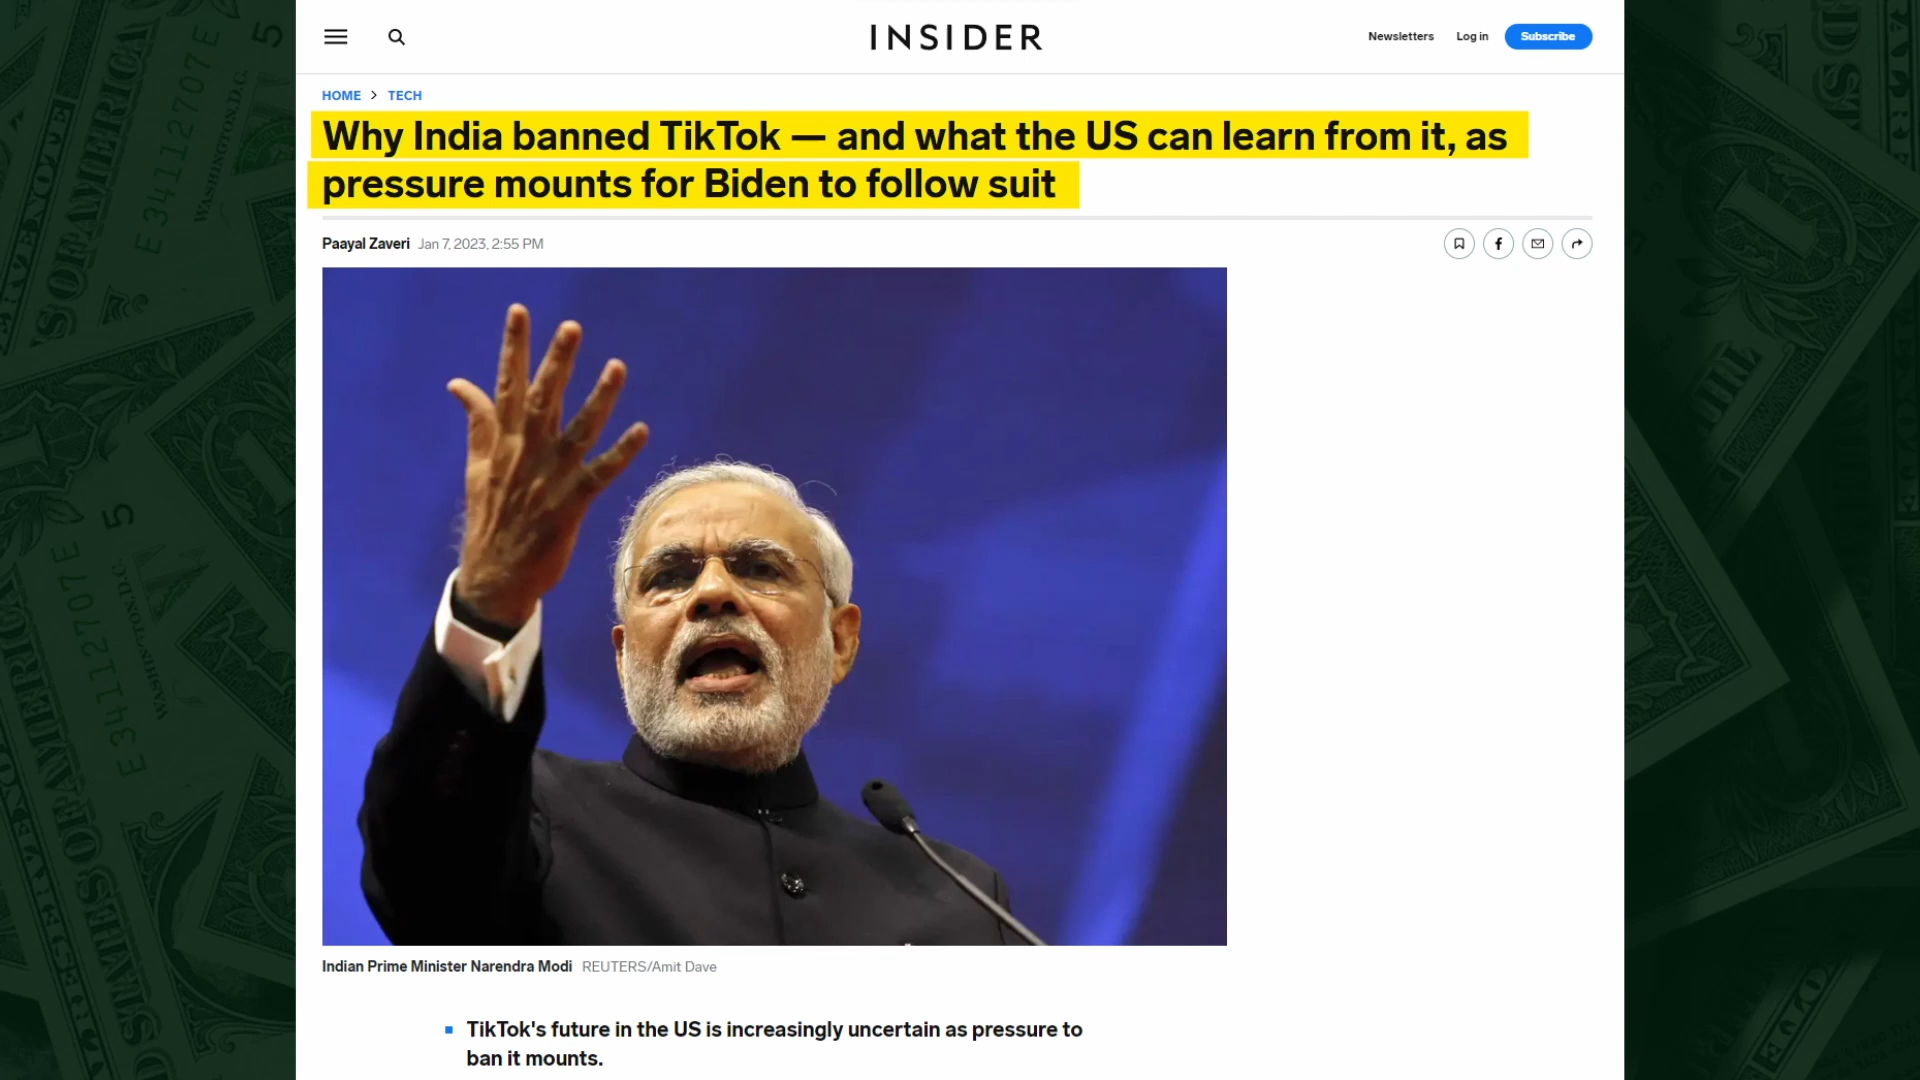 INSIDER
Newsletters Log in Subscribe
HOME > TECH
Why India banned TikTok — and what the US can learn from it, as
pressure mounts for Biden to follow suit
Paayal Zaveri Jan 7, 2023, 2:55 PM
Indian Prime Minister Narendra Modi REUTERS/Amit Dave
TikTok's future in the US is increasingly uncertain as pressure to
ban it mounts.